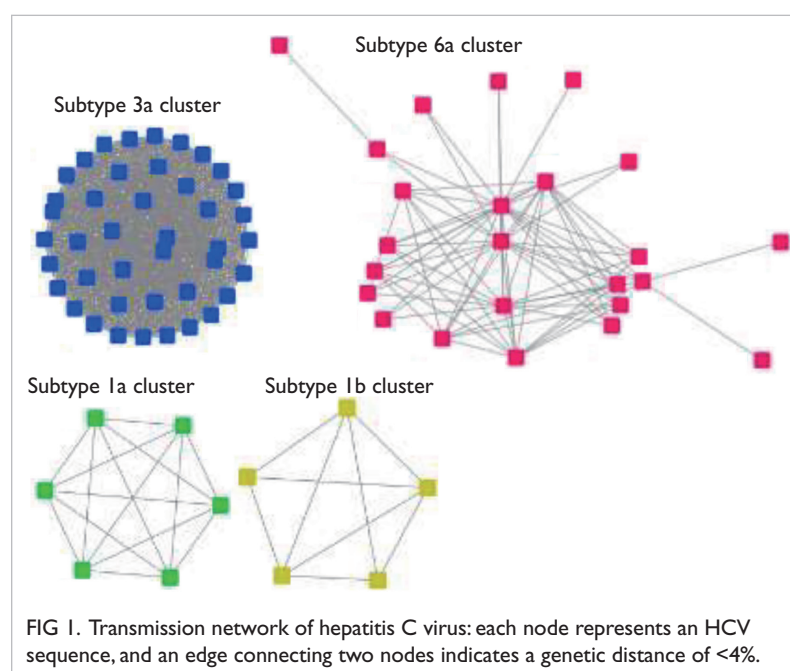 Subtype 6a cluster
Subtype 3a cluster
Subtype 1a cluster
Subtype 1b cluster
FIG 1. Transmission network of hepatitis C virus: each node represents an HCV
sequence, and an edge connecting two nodes indicates a genetic distance of <4%.